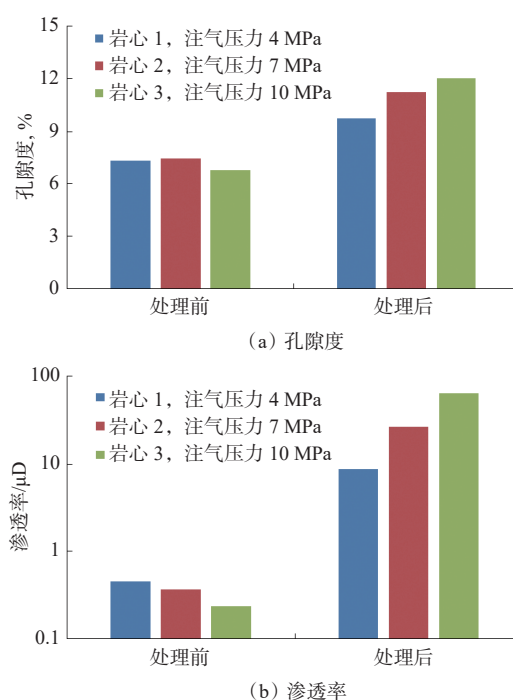 15
12
9
6
3
0
孔隙度, %
岩心 1，注气压力 4 MPa
岩心 2，注气压力 7 MPa
岩心 3，注气压力 10 MPa
处理前
处理后
（a）孔隙度
100
10
1
0.1
渗透率/μD
岩心 1，注气压力 4 MPa
岩心 2，注气压力 7 MPa
岩心 3，注气压力 10 MPa
处理前
处理后
（b）渗透率